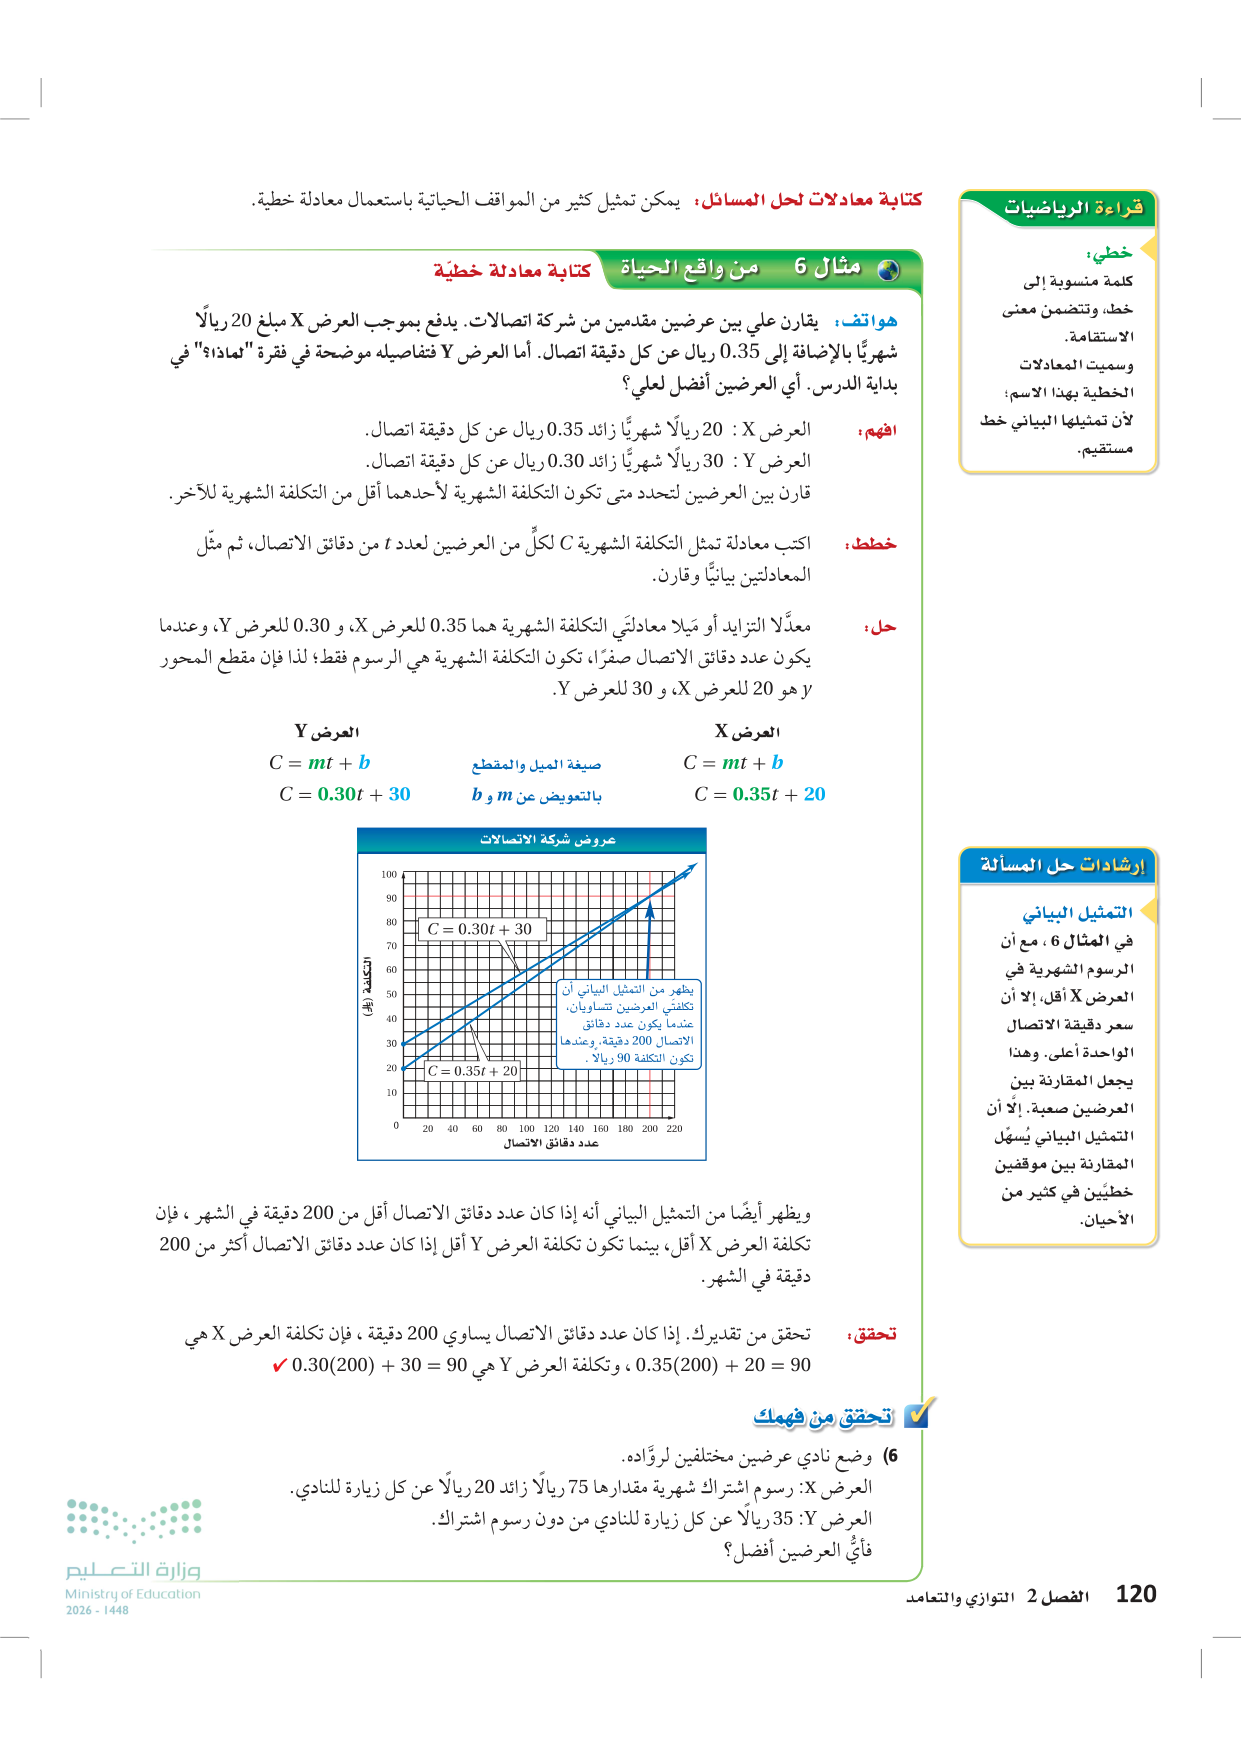 كتابة معادلات لحل المسائل: يمكن تمثيل كثير من المواقف الحياتية باستعمال معادلة خطية.
مثال 6 من واقع الحياة كتابة معادلة خطيّة
هواتف: يقارن علي بين عرضين مقدمين من شركة اتصالات. يدفع بموجب العرض X مبلغ 20 ريالًا
شهريًّا بالإضافة إلى 0.35 ريال عن كل دقيقة اتصال. أما العرض Y فتفاصيله موضحة في فقرة "لماذا؟" في
بداية الدرس. أي العرضين أفضل لعلي؟
افهم: العرض X : 20 ريالًا شهريًّا زائد 0.35 ريال عن كل دقيقة اتصال.
العرض Y : 30 ريالًا شهريًّا زائد 0.30 ريال عن كل دقيقة اتصال.
قارن بين العرضين لتحدد متى تكون التكلفة الشهرية لأحدهما أقل من التكلفة الشهرية للآخر.
خطط: اكتب معادلة تمثل التكلفة الشهرية C لكلٍّ من العرضين لعدد t من دقائق الاتصال، ثم مثّل
المعادلتين بيانيًّا وقارن.
حل: معدَّلا التزايد أو مَيلا معادلتَي التكلفة الشهرية هما 0.35 للعرض X، و 0.30 للعرض Y، وعندما
يكون عدد دقائق الاتصال صفرًا، تكون التكلفة الشهرية هي الرسوم فقط؛ لذا فإن مقطع المحور
y هو 20 للعرض X، و 30 للعرض Y.
العرض X العرض Y
C = mt + b صيغة الميل والمقطع C = mt + b
C = 0.35t + 20 بالتعويض عن m و b C = 0.30t + 30
عروض شركة الاتصالات
100
90
80
70
60
50
40
30
20
10
0
التكلفة (⃁)
C = 0.30t + 30
يظهر من التمثيل البياني أن
تكلفتَي العرضين تتساويان،
عندما يكون عدد دقائق
الاتصال 200 دقيقة، وعندها
تكون التكلفة 90 ريالًا .
C = 0.35t + 20
20 40 60 80 100 120 140 160 180 200 220
عدد دقائق الاتصال
ويظهر أيضًا من التمثيل البياني أنه إذا كان عدد دقائق الاتصال أقل من 200 دقيقة في الشهر ، فإن
تكلفة العرض X أقل، بينما تكون تكلفة العرض Y أقل إذا كان عدد دقائق الاتصال أكثر من 200
دقيقة في الشهر.
تحقق: تحقق من تقديرك. إذا كان عدد دقائق الاتصال يساوي 200 دقيقة ، فإن تكلفة العرض X هي
0.35(200) + 20 = 90 ، وتكلفة العرض Y هي 0.30(200) + 30 = 90 ✔
تحقق من فهمك
6) وضع نادي عرضين مختلفين لروَّاده.
العرض X: رسوم اشتراك شهرية مقدارها 75 ريالًا زائد 20 ريالًا عن كل زيارة للنادي.
العرض Y: 35 ريالًا عن كل زيارة للنادي من دون رسوم اشتراك.
فأيُّ العرضين أفضل؟
قراءة الرياضيات
خطي:
كلمة منسوبة إلى
خط، وتتضمن معنى
الاستقامة.
وسميت المعادلات
الخطية بهذا الاسم؛
لأن تمثيلها البياني خط
مستقيم.
إرشادات حل المسألة
التمثيل البياني
في المثال 6 ، مع أن
الرسوم الشهرية في
العرض X أقل، إلا أن
سعر دقيقة الاتصال
الواحدة أعلى. وهذا
يجعل المقارنة بين
العرضين صعبة. إلَّا أن
التمثيل البياني يُسهِّل
المقارنة بين موقفين
خطيَّين في كثير من
الأحيان.
وزارة التعليم
Ministry of Education
2026 - 1448
120 الفصل 2 التوازي والتعامد